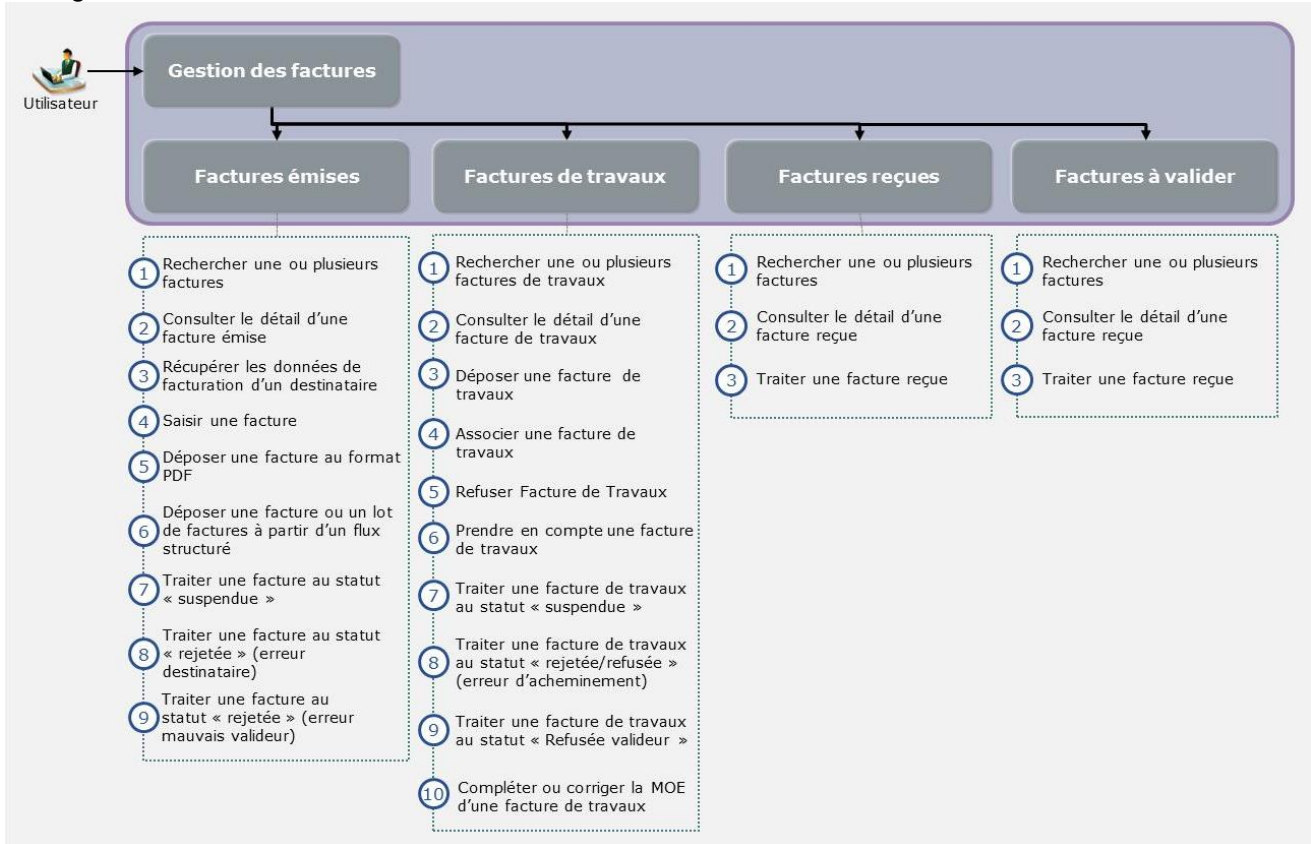 Utilisateur
Gestion des factures
Factures émises
Factures de travaux
Factures reçues
Factures à valider
1 Rechercher une ou plusieurs
factures
2 Consulter le détail d’une
facture émise
3 Récupérer les données de
facturation d’un destinataire
4 Saisir une facture
5 Déposer une facture au format
PDF
6 Déposer une facture ou un lot
de factures à partir d’un flux
structuré
7 Traiter une facture au statut
« suspendue »
8 Traiter une facture au statut
« rejetée » (erreur
destinataire)
9 Traiter une facture au
statut « rejetée » (erreur
mauvais valideur)
1 Rechercher une ou plusieurs
factures de travaux
2 Consulter le détail d’une
facture de travaux
3 Déposer une facture de
travaux
4 Associer une facture de
travaux
5 Refuser Facture de Travaux
6 Prendre en compte une facture
de travaux
7 Traiter une facture de travaux
au statut « suspendue »
8 Traiter une facture de travaux
au statut « rejetée/refusée »
(erreur d’acheminement)
9 Traiter une facture de travaux
au statut « Refusée valideur »
10 Compléter ou corriger la MOE
d’une facture de travaux
1 Rechercher une ou plusieurs
factures
2 Consulter le détail d’une
facture reçue
3 Traiter une facture reçue
1 Rechercher une ou plusieurs
factures
2 Consulter le détail d’une
facture reçue
3 Traiter une facture reçue